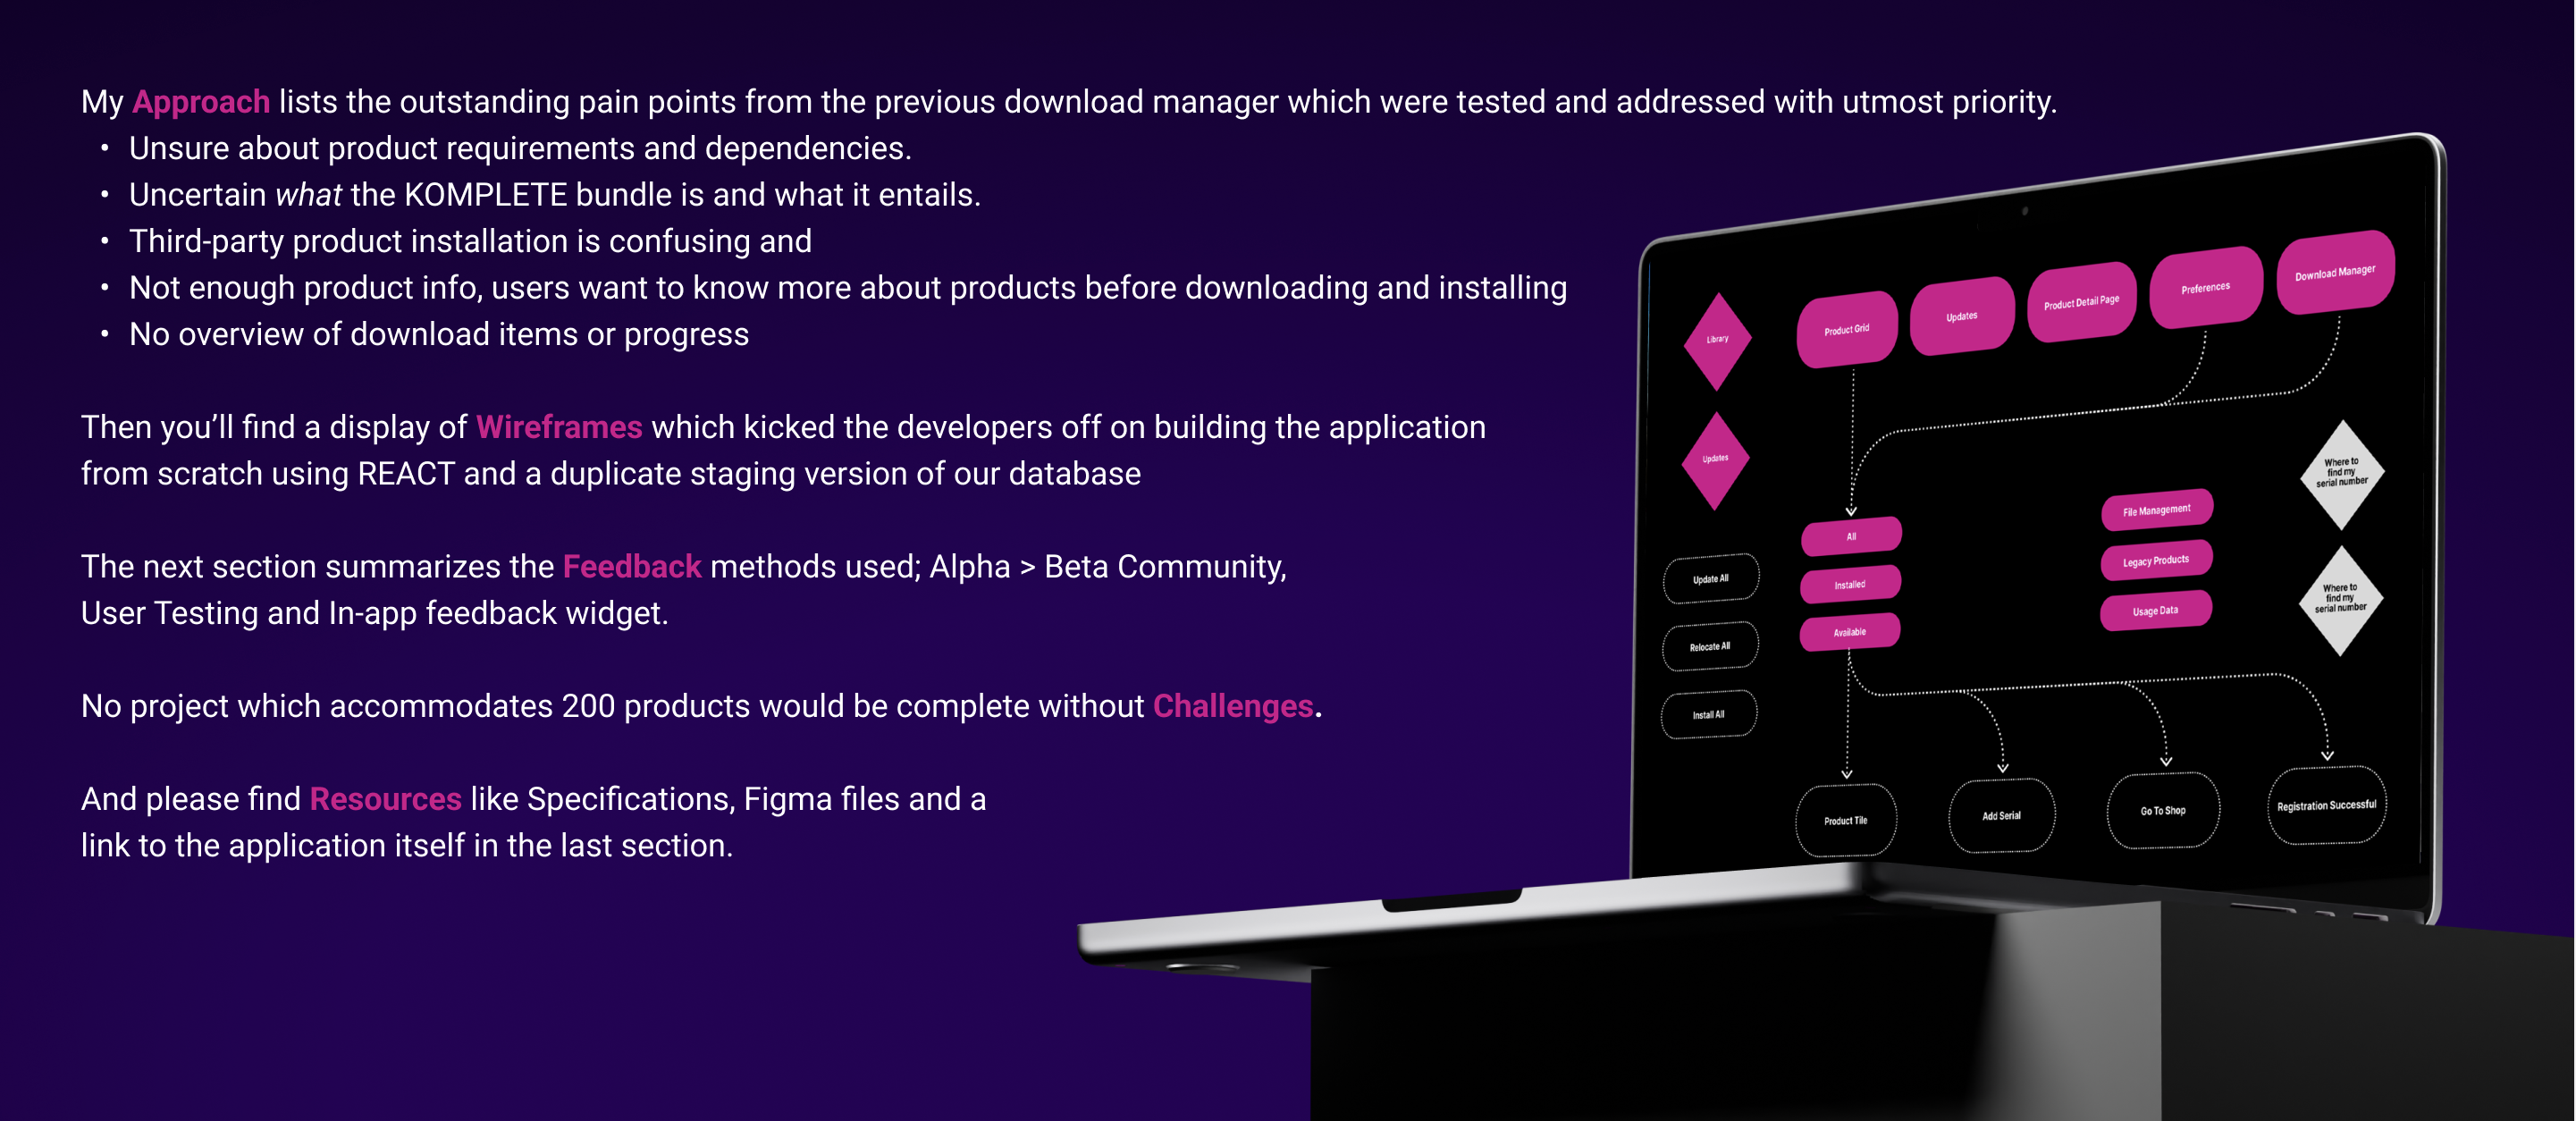 My Approach lists the outstanding pain points from the previous download manager which were tested and addressed with utmost priority.
• Unsure about product requirements and dependencies.
• Uncertain what the KOMPLETE bundle is and what it entails.
• Third-party product installation is confusing and
• Not enough product info, users want to know more about products before downloading and installing
• No overview of download items or progress
Then you’ll find a display of Wireframes which kicked the developers off on building the application
from scratch using REACT and a duplicate staging version of our database
The next section summarizes the Feedback methods used; Alpha > Beta Community,
User Testing and In-app feedback widget.
No project which accommodates 200 products would be complete without Challenges.
And please find Resources like Specifications, Figma files and a
link to the application itself in the last section.
Library
Product Grid
Updates
Product Detail Page
Preferences
Download Manager
Updates
Where to
find my
serial number
All
Installed
Available
File Management
Legacy Products
Usage Data
Where to
find my
serial number
Update All
Relocate All
Install All
Product Tile
Add Serial
Go To Shop
Registration Successful